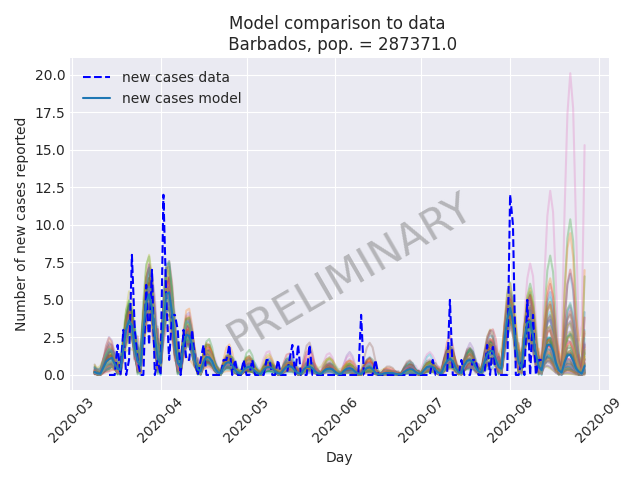 Model comparison to data
Barbados, pop. = 287371.0
new cases data
new cases model
20.0
17.5
15.0
12.5
10.0
7.5
5.0
2.5
0.0
Number of new cases reported
PRELIMINARY
2020-03
2020-04
2020-05
2020-06
2020-07
2020-08
2020-09
Day